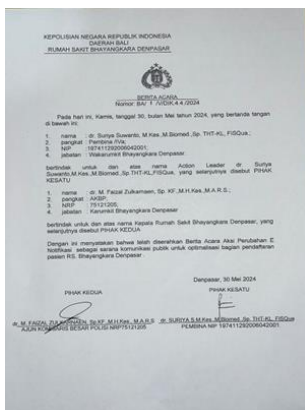 KEPOLISIAN NEGARA REPUBLIK INDONESIA
DAERAH BALI
RUMAH SAKIT BHAYANGKARA DENPASAR
BERITA ACARA
Nomor: BA/ 1 /V/DIK.4.4./2024
Pada hari ini, Kamis, tanggal 30, bulan Mei tahun 2024, yang bertanda tangan
di bawah ini:
1. nama : dr. Suriya Suwanto, M.Kes.,M.Biomed.,Sp. THT-KL, FISQua.;
2. pangkat : Pembina IV/a;
3. NIP : 197411292006042001;
4. jabatan : Wakarumkit Bhayangkara Denpasar
bertindak untuk dan atas nama Action Leader dr. Suriya
Suwanto,M.Kes.,M.Biomed.,Sp.THT-KL, FISQua, yang selanjutnya disebut PIHAK
KESATU
1. nama : dr. M. Faizal Zulkarnaen, Sp. KF.,M.H.Kes.,M.A.R.S.;
2. pangkat : AKBP;
3. NRP : 75121205;
4. jabatan : Karumkit Bhayangkara Denpasar
bertindak untuk dan atas nama Kepala Rumah Sakit Bhayangkara Denpasar, yang
selanjutnya disebut PIHAK KEDUA
Dengan ini menyatakan bahwa telah diserahkan Berita Acara Aksi Perubahan E
Notifikasi sebagai sarana komunikasi publik untuk optimalisasi bagian pendaftaran
pasien RS. Bhayangkara Denpasar
Denpasar, 30 Mei 2024
PIHAK KEDUA PIHAK KESATU
dr. M. FAIZAL ZULKARNAEN, Sp.KF.,M.H.Kes.,M.A.R.S dr. SURIYA S,M.Kes.,M.Biomed.,Sp.THT-KL, FISQua
AJUN KOMISARIS BESAR POLISI NRP75121205 PEMBINA NIP 197411292006042001